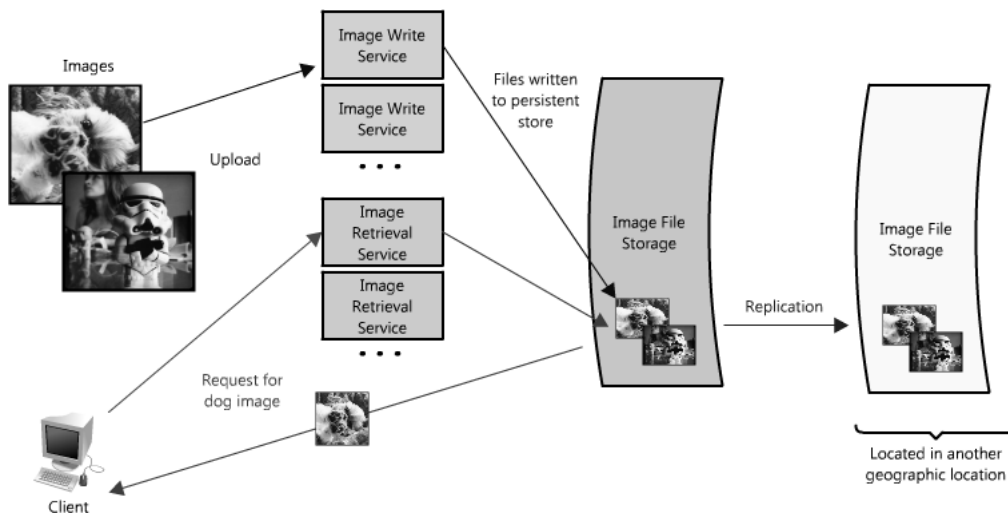 Images
Upload
Image Write
Service
Image Write
Service
. . .
Image
Retrieval
Service
Image
Retrieval
Service
. . .
Files written
to persistent
store
Image File
Storage
Replication
Image File
Storage
Request for
dog image
Client
Located in another
geographic location